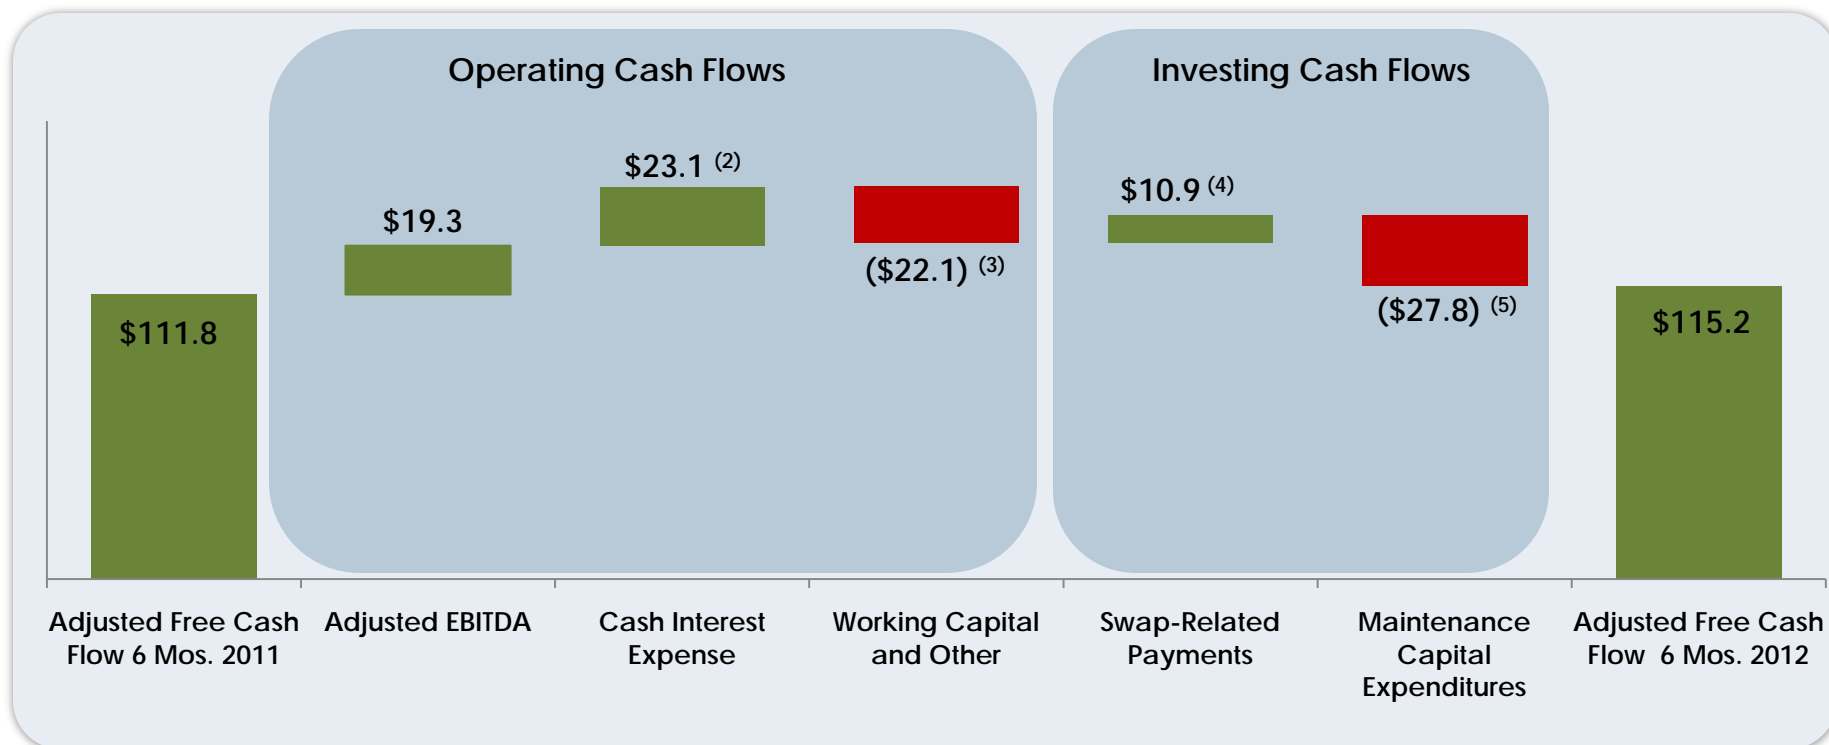 Operating Cash Flows
Investing Cash Flows
$23.1 (2)
$10.9 (4)
$19.3
($22.1) (3)
($27.8) (5)
$111.8
$115.2
Adjusted Free Cash
Flow 6 Mos. 2011
Adjusted EBITDA
Cash Interest
Expense
Working Capital
and Other
Swap-Related
Payments
Maintenance
Capital
Expenditures
Adjusted Free Cash
Flow 6 Mos. 2012